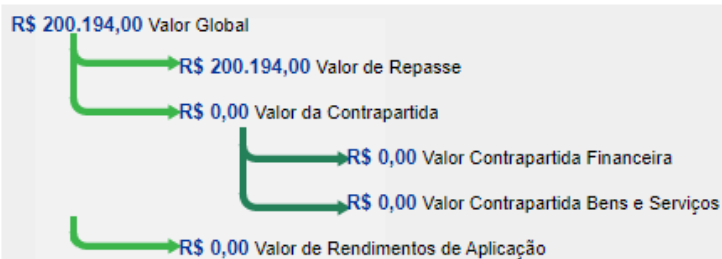 R$ 200.194,00 Valor Global
R$ 200.194,00 Valor de Repasse
R$ 0,00 Valor da Contrapartida
R$ 0,00 Valor Contrapartida Financeira
R$ 0,00 Valor Contrapartida Bens e Serviços
R$ 0,00 Valor de Rendimentos de Aplicação